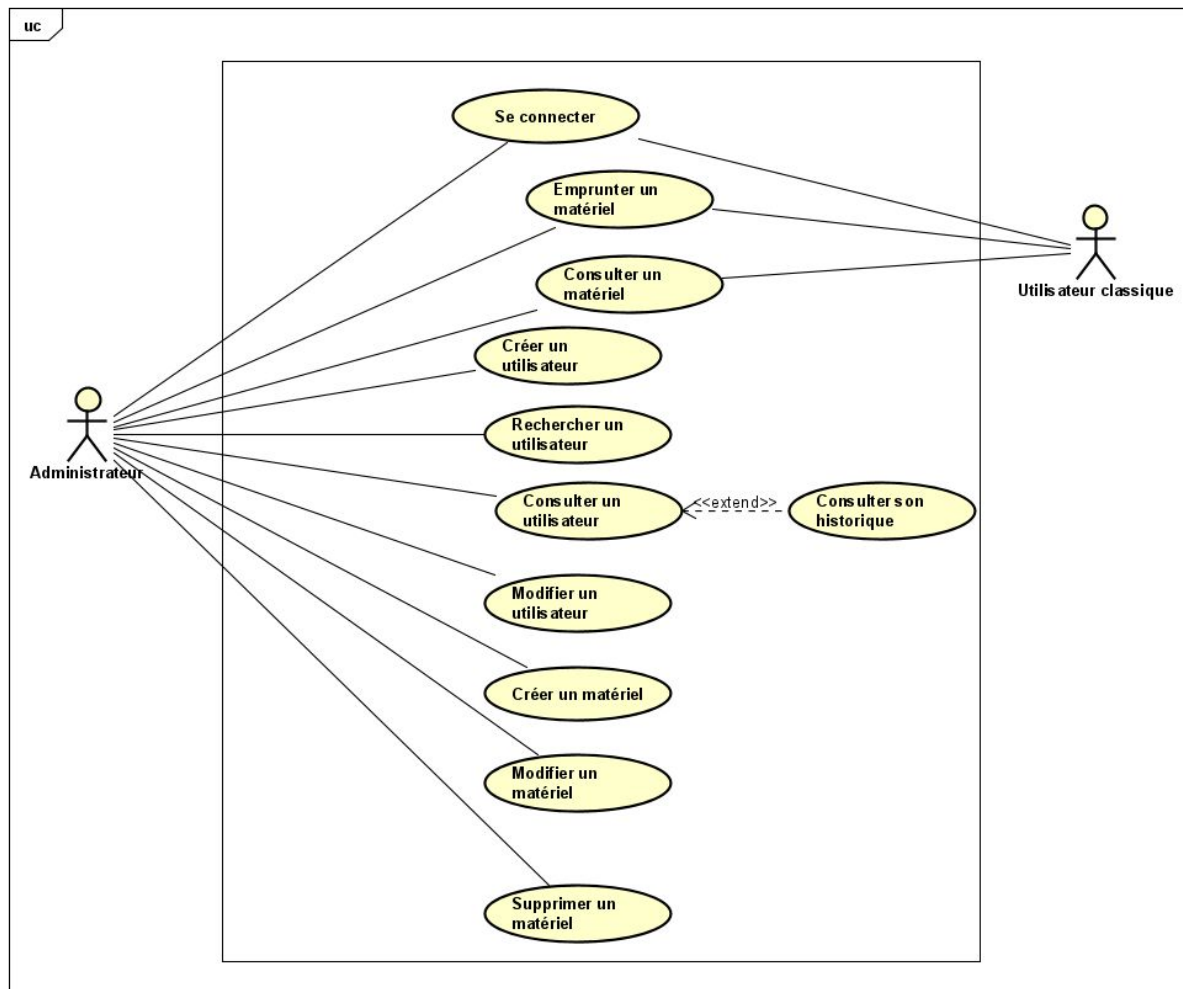 uc
Se connecter
Emprunter un
matériel
Consulter un
matériel
Utilisateur classique
Créer un
utilisateur
Rechercher un
utilisateur
Administrateur
Consulter un
utilisateur
<<extend>>
Consulter son
historique
Modifier un
utilisateur
Créer un matériel
Modifier un
matériel
Supprimer un
matériel